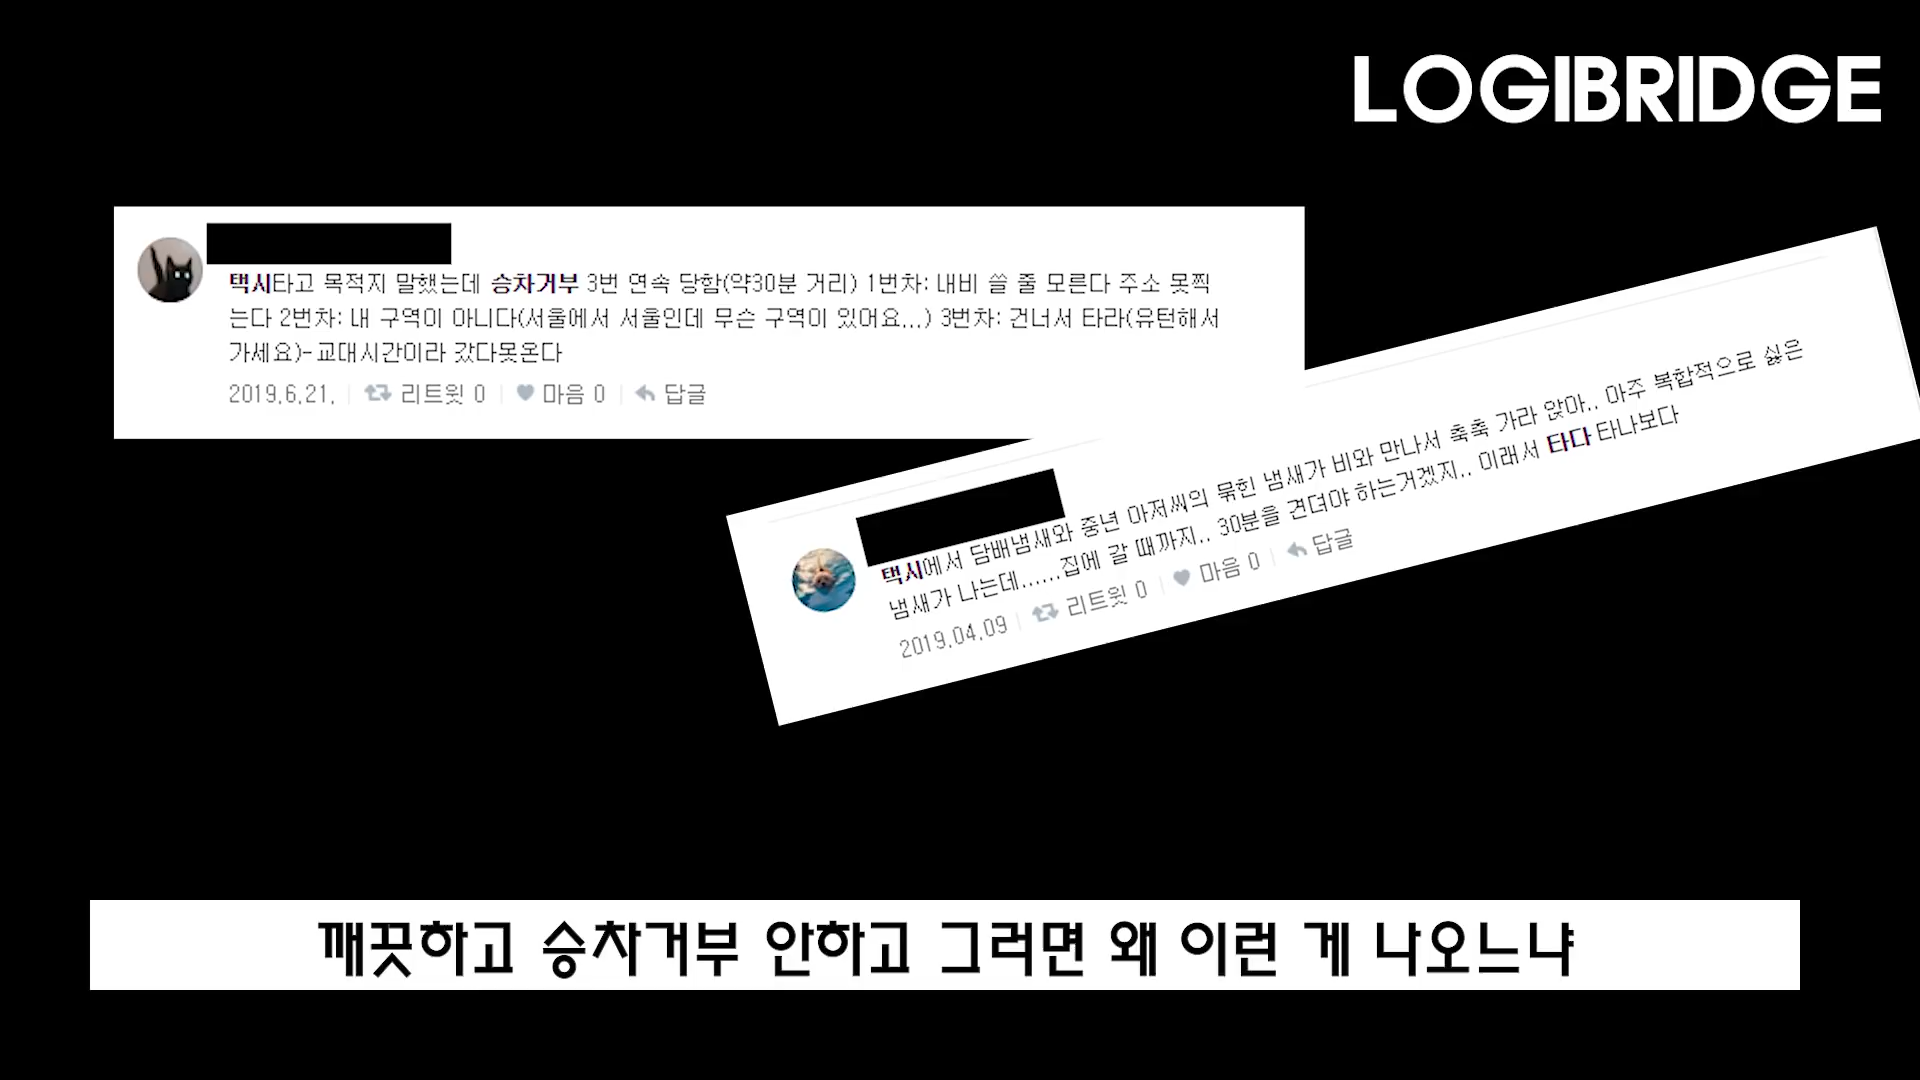 LOGIBRIDGE
택시타고 목적지 말했는데 승차거부 3번 연속 당함(약30분 거리) 1번차: 내비 쓸 줄 모른다 주소 못찍
는다 2번차: 내 구역이 아니다(서울에서 서울인데 무슨 구역이 있어요...) 3번차: 건너서 타라(유턴해서
가세요)-교대시간이라 갔다못온다
2019.6.21. 리트윗 0 마음 0 답글
택시에서 담배냄새와 중년 아저씨의 묵힌 냄새가 비와 만나서 축축 가라 앉아.. 아주 복합적으로 싫은
냄새가 나는데......집에 갈 때까지.. 30분을 견뎌야 하는거겠지.. 이래서 타다 타나보다
2019.04.09 리트윗 0 마음 0 답글
깨끗하고 승차거부 안하고 그러면 왜 이런 게 나오느냐